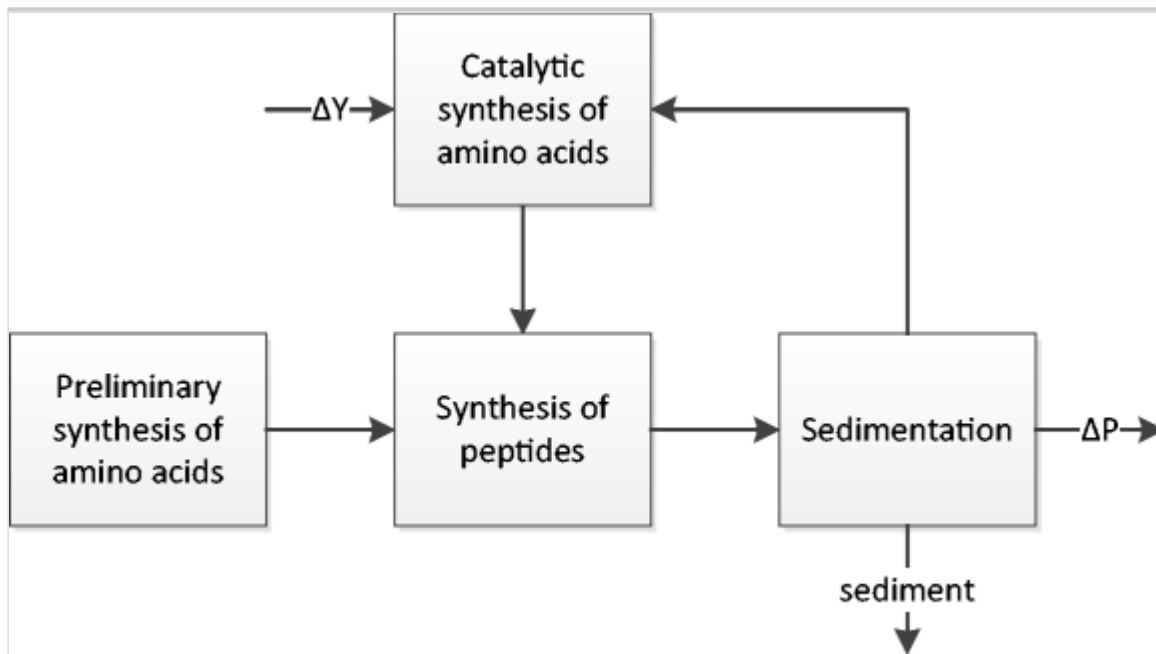 Catalytic
synthesis of
amino acids
ΔY
Preliminary
synthesis of
amino acids
Synthesis of
peptides
Sedimentation
ΔP
sediment